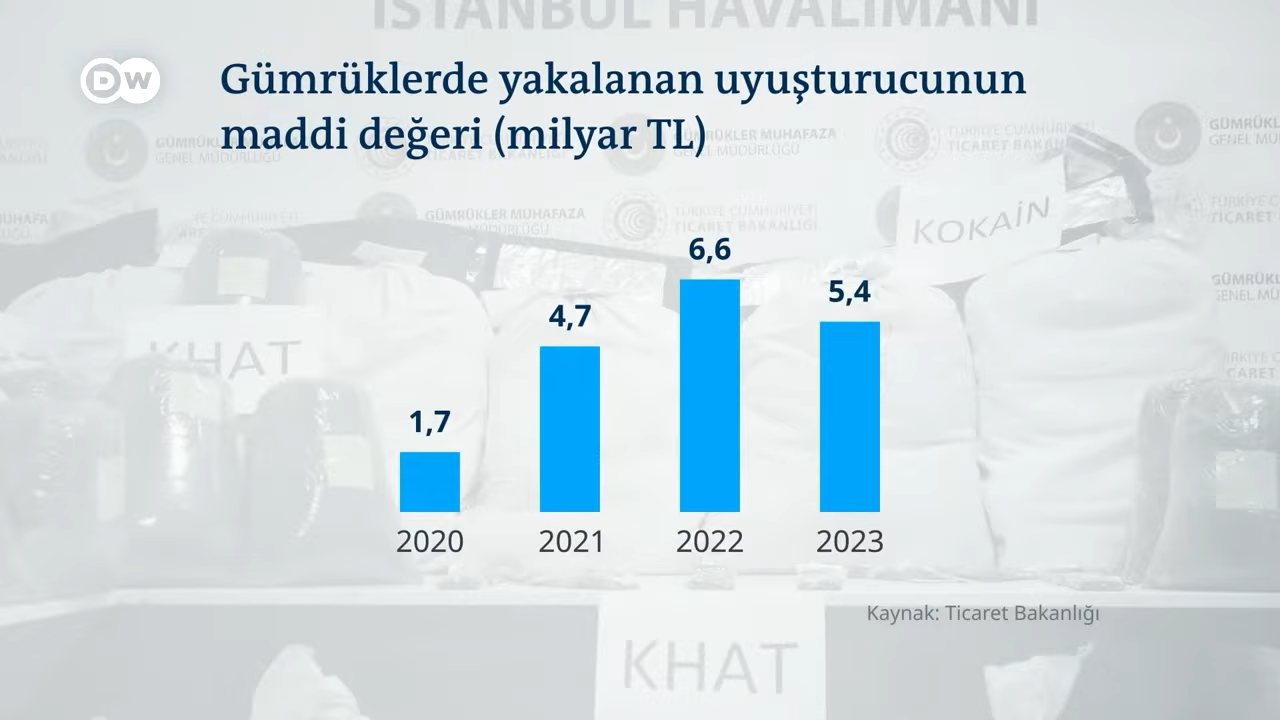 İSTANBUL HAVALİMANI
DW
Gümrüklerde yakalanan uyuşturucunun
maddi değeri (milyar TL)
GÜMRÜKLER MUHAFAZA
TÜRKİYE CUMHURİYETİ
TİCARET BAKANLIĞI
KOKAİN
KHAT
6,6
5,4
4,7
1,7
2020 2021 2022 2023
Kaynak: Ticaret Bakanlığı
KHAT